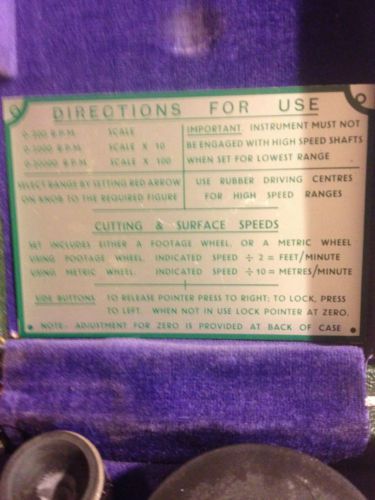 DIRECTIONS FOR USE
0-500 R.P.M. SCALE
0-5000 R.P.M. SCALE X 10
0-50000 R.P.M. SCALE X 100
IMPORTANT. INSTRUMENT MUST NOT
BE ENGAGED WITH HIGH SPEED SHAFTS
WHEN SET FOR LOWEST RANGE
SELECT RANGE BY SETTING RED ARROW
ON KNOB TO THE REQUIRED FIGURE
USE RUBBER DRIVING CENTRES
FOR HIGH SPEED RANGES
CUTTING & SURFACE SPEEDS
SET INCLUDES EITHER A FOOTAGE WHEEL, OR A METRIC WHEEL
USING FOOTAGE WHEEL. INDICATED SPEED ÷ 2 = FEET/MINUTE
USING METRIC WHEEL. INDICATED SPEED ÷ 10 = METRES/MINUTE
SIDE BUTTONS. TO RELEASE POINTER PRESS TO RIGHT; TO LOCK, PRESS
TO LEFT. WHEN NOT IN USE LOCK POINTER AT ZERO.
NOTE:- ADJUSTMENT FOR ZERO IS PROVIDED AT BACK OF CASE